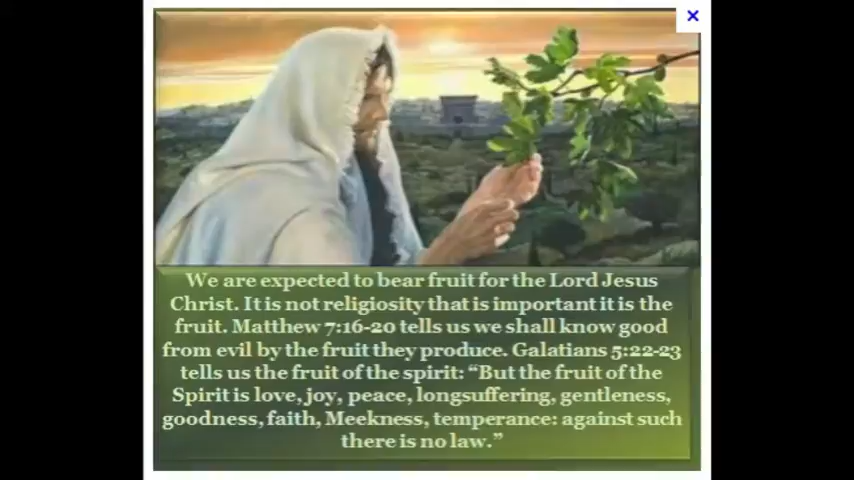 We are expected to bear fruit for the Lord Jesus
Christ. It is not religiosity that is important it is the
fruit. Matthew 7:16-20 tells us we shall know good
from evil by the fruit they produce. Galatians 5:22-23
tells us the fruit of the spirit: “But the fruit of the
Spirit is love, joy, peace, longsuffering, gentleness,
goodness, faith, Meekness, temperance: against such
there is no law.”